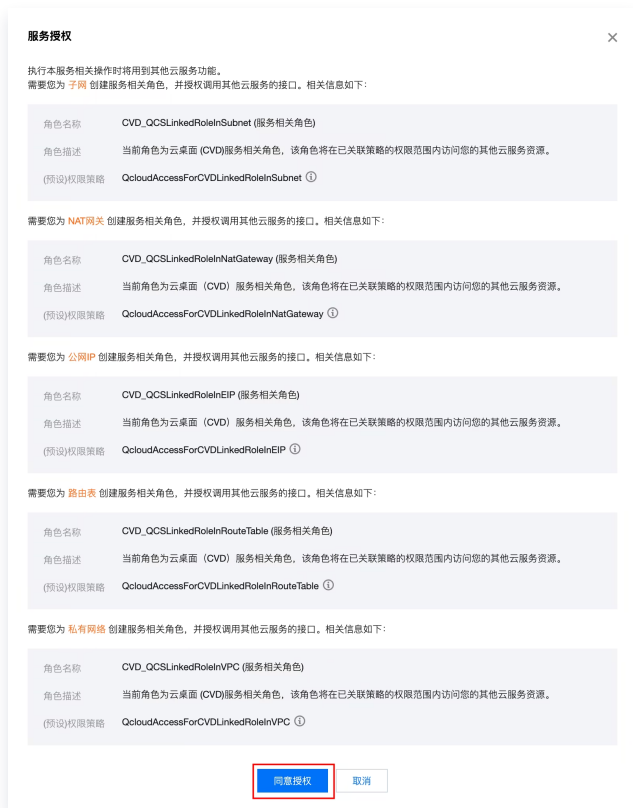 服务授权
执行本服务相关操作时将用到其他云服务功能。
需要您为 子网 创建服务相关角色，并授权调用其他云服务的接口。相关信息如下：
角色名称 CVD_QCSLinkedRoleInSubnet (服务相关角色)
角色描述 当前角色为云桌面 (CVD)服务相关角色，该角色将在已关联策略的权限范围内访问您的其他云服务资源。
(预设)权限策略 QcloudAccessForCVDLinkedRoleInSubnet
需要您为 NAT网关 创建服务相关角色，并授权调用其他云服务的接口。相关信息如下：
角色名称 CVD_QCSLinkedRoleInNatGateway (服务相关角色)
角色描述 当前角色为云桌面（CVD）服务相关角色，该角色将在已关联策略的权限范围内访问您的其他云服务资源。
(预设)权限策略 QcloudAccessForCVDLinkedRoleInNatGateway
需要您为 公网IP 创建服务相关角色，并授权调用其他云服务的接口。相关信息如下：
角色名称 CVD_QCSLinkedRoleInEIP (服务相关角色)
角色描述 当前角色为云桌面（CVD）服务相关角色，该角色将在已关联策略的权限范围内访问您的其他云服务资源。
(预设)权限策略 QcloudAccessForCVDLinkedRoleInEIP
需要您为 路由表 创建服务相关角色，并授权调用其他云服务的接口。相关信息如下：
角色名称 CVD_QCSLinkedRoleInRouteTable (服务相关角色)
角色描述 当前角色为云桌面（CVD）服务相关角色，该角色将在已关联策略的权限范围内访问您的其他云服务资源。
(预设)权限策略 QcloudAccessForCVDLinkedRoleInRouteTable
需要您为 私有网络 创建服务相关角色，并授权调用其他云服务的接口。相关信息如下：
角色名称 CVD_QCSLinkedRoleInVPC (服务相关角色)
角色描述 当前角色为云桌面 (CVD)服务相关角色，该角色将在已关联策略的权限范围内访问您的其他云服务资源。
(预设)权限策略 QcloudAccessForCVDLinkedRoleInVPC
同意授权 取消